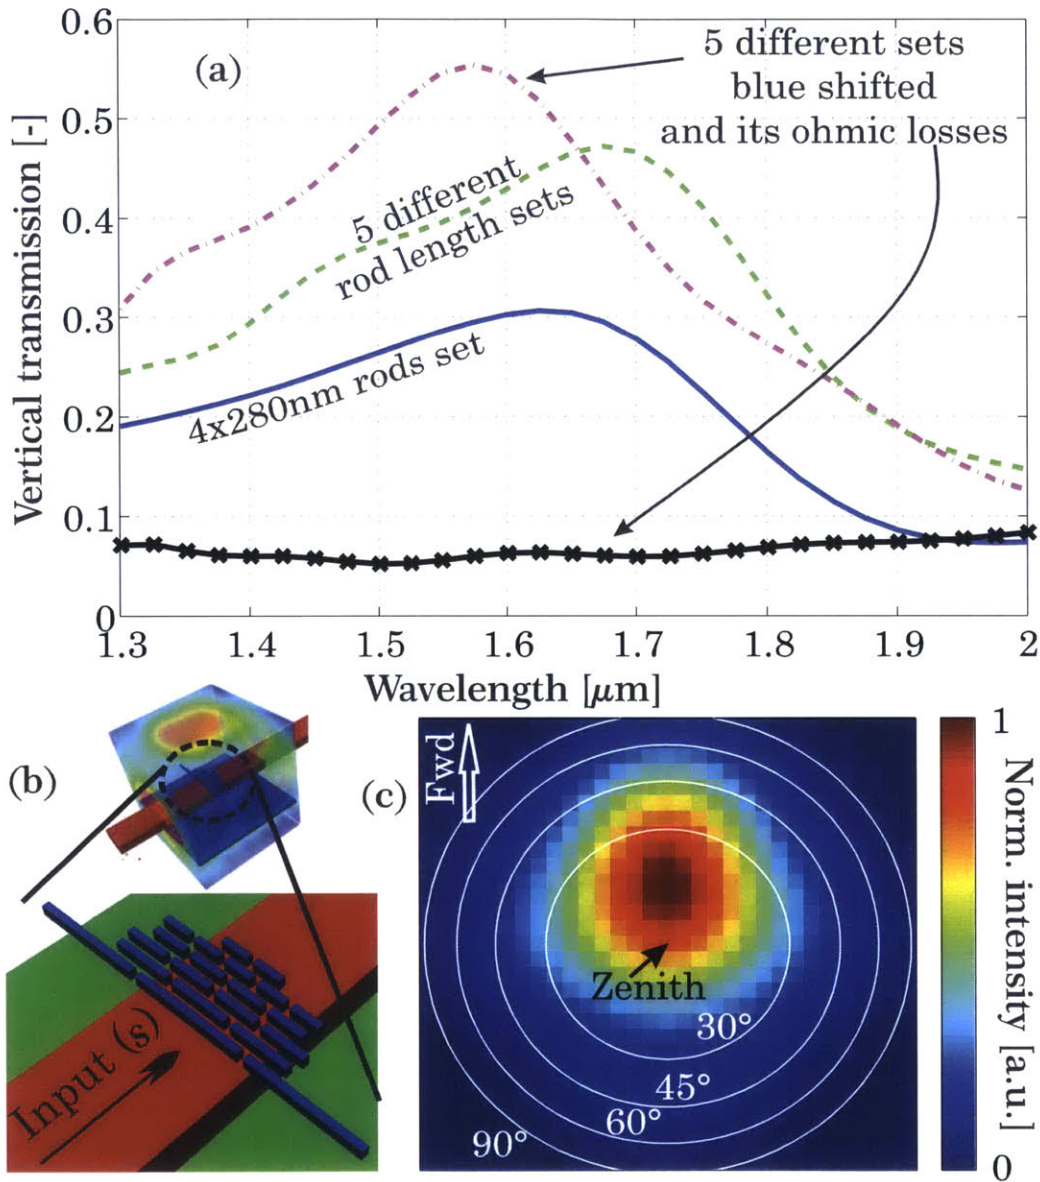 0.6
(a)
5 different sets
blue shifted
and its ohmic losses
0.5
0.4
5 different
rod length sets
0.3
4x280nm rods set
0.2
0.1
0
Vertical transmission [-]
1.3 1.4 1.5 1.6 1.7 1.8 1.9 2
Wavelength [μm]
(b)
Input (s)
(c)
Fwd
Zenith
30°
45°
60°
90°
1
Norm. intensity [a.u.]
0